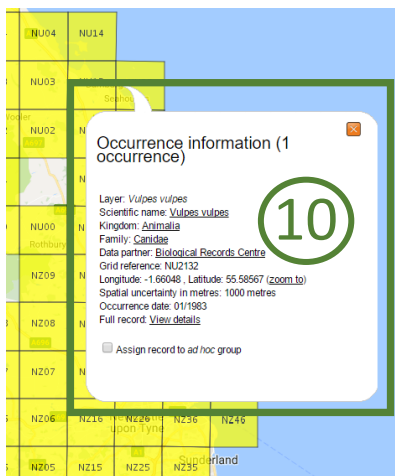 NU04 NU14
NU03
Seahou
NU02
A697
Occurrence information (1
occurrence)
Layer: Vulpes vulpes
Scientific name: Vulpes vulpes
Kingdom: Animalia
Family: Canidae
Data partner: Biological Records Centre
Grid reference: NU2132
Longitude: -1.66048 , Latitude: 55.58567 (zoom to)
Spatial uncertainty in metres: 1000 metres
Occurrence date: 01/1983
Full record: View details
Assign record to ad hoc group
10
NU00
Rothbury
NZ09
NZ08
A696
NZ07
NZ06 NZ16 NZ26 NZ36 NZ46
upon Tyne
Sunderland
NZ05 NZ15 NZ25 NZ35